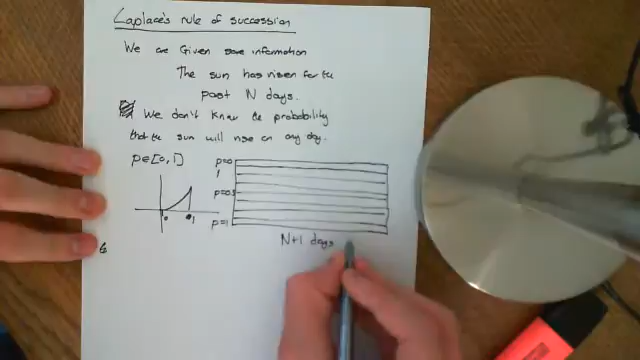 Laplace's rule of succession
We are Given some information
The sun has risen for the
past N days.
We don't know the probability
that the sun will rise on any day.
p∈[0,1]
p=0
p=0.5
p=1
N+1 days